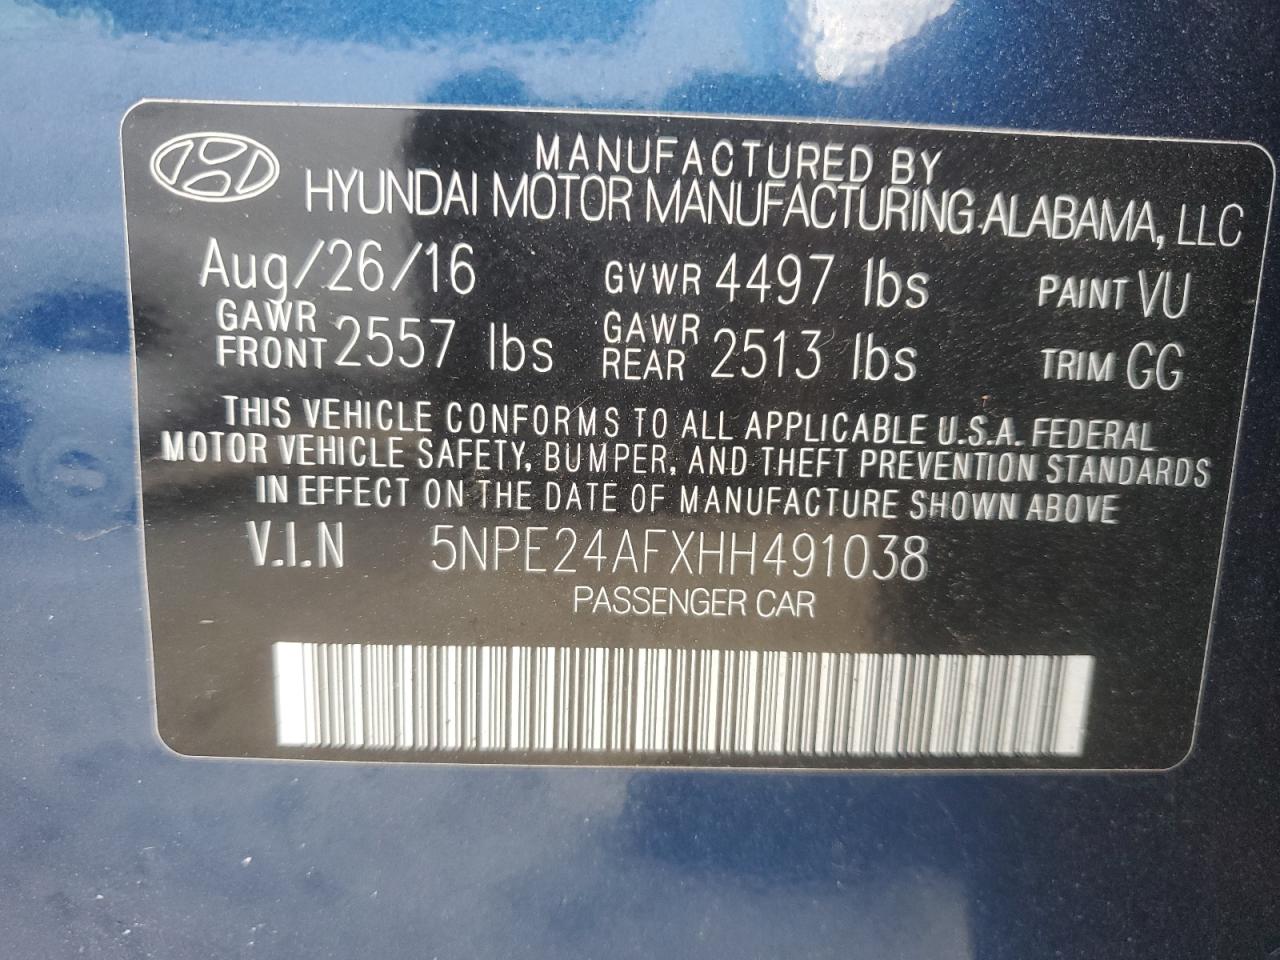 MANUFACTURED BY
HYUNDAI MOTOR MANUFACTURING ALABAMA, LLC
Aug/26/16 GVWR 4497 lbs PAINT VU
GAWR FRONT 2557 lbs GAWR REAR 2513 lbs TRIM GG
THIS VEHICLE CONFORMS TO ALL APPLICABLE U.S.A. FEDERAL
MOTOR VEHICLE SAFETY, BUMPER, AND THEFT PREVENTION STANDARDS
IN EFFECT ON THE DATE OF MANUFACTURE SHOWN ABOVE
V.I.N 5NPE24AFXHH491038
PASSENGER CAR